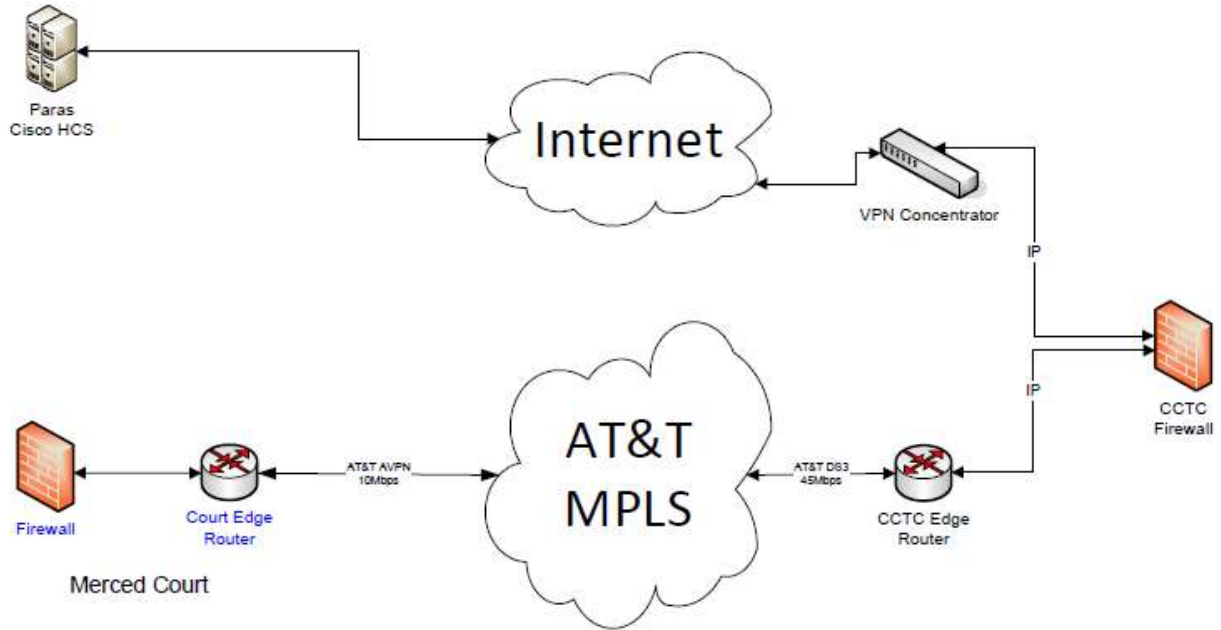 Paras
Cisco HCS
Internet
VPN Concentrator
IP
IP
CCTC
Firewall
Firewall
Court Edge
Router
AT&T AVPN
10Mbps
AT&T
MPLS
AT&T DS3
45Mbps
CCTC Edge
Router
Merced Court